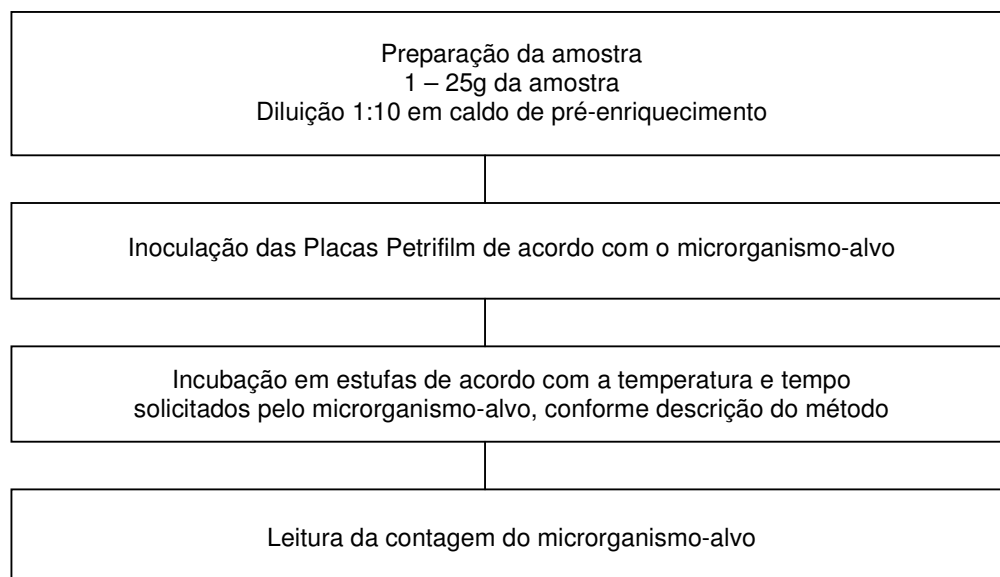 Preparação da amostra
1 – 25g da amostra
Diluição 1:10 em caldo de pré-enriquecimento
Inoculação das Placas Petrifilm de acordo com o microrganismo-alvo
Incubação em estufas de acordo com a temperatura e tempo
solicitados pelo microrganismo-alvo, conforme descrição do método
Leitura da contagem do microrganismo-alvo